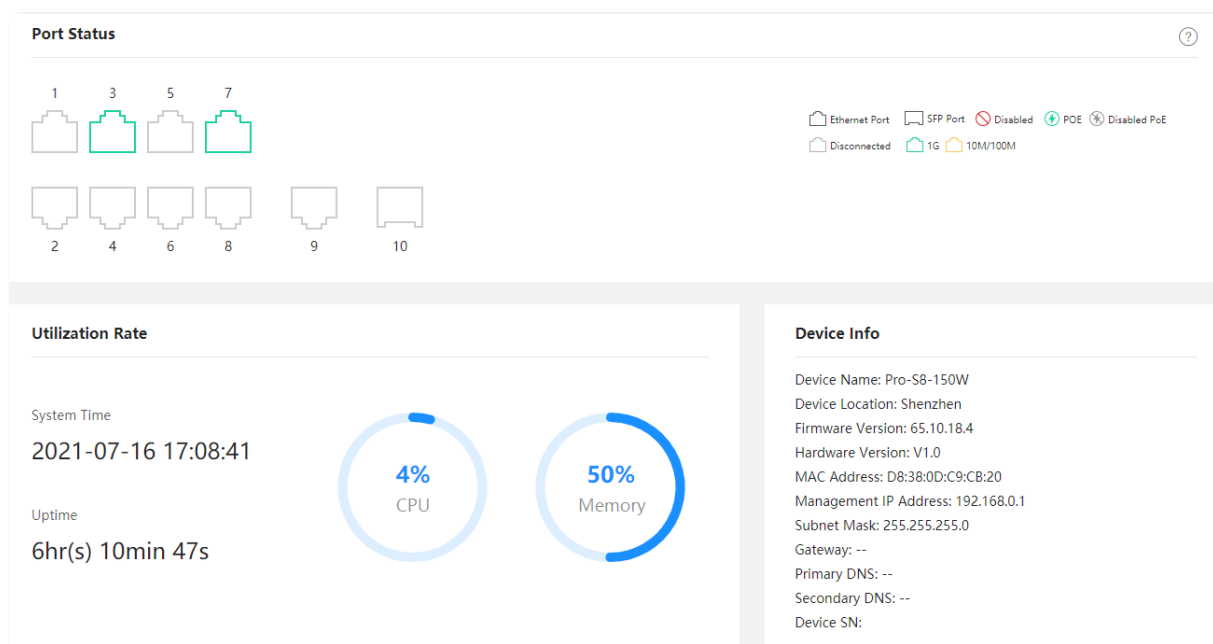 Port Status
?
1 3 5 7
Ethernet Port SFP Port Disabled POE Disabled PoE
Disconnected 1G 10M/100M
2 4 6 8 9 10
Utilization Rate
System Time
2021-07-16 17:08:41
Uptime
6hr(s) 10min 47s
4%
CPU
50%
Memory
Device Info
Device Name: Pro-S8-150W
Device Location: Shenzhen
Firmware Version: 65.10.18.4
Hardware Version: V1.0
MAC Address: D8:38:0D:C9:CB:20
Management IP Address: 192.168.0.1
Subnet Mask: 255.255.255.0
Gateway: --
Primary DNS: --
Secondary DNS: --
Device SN: